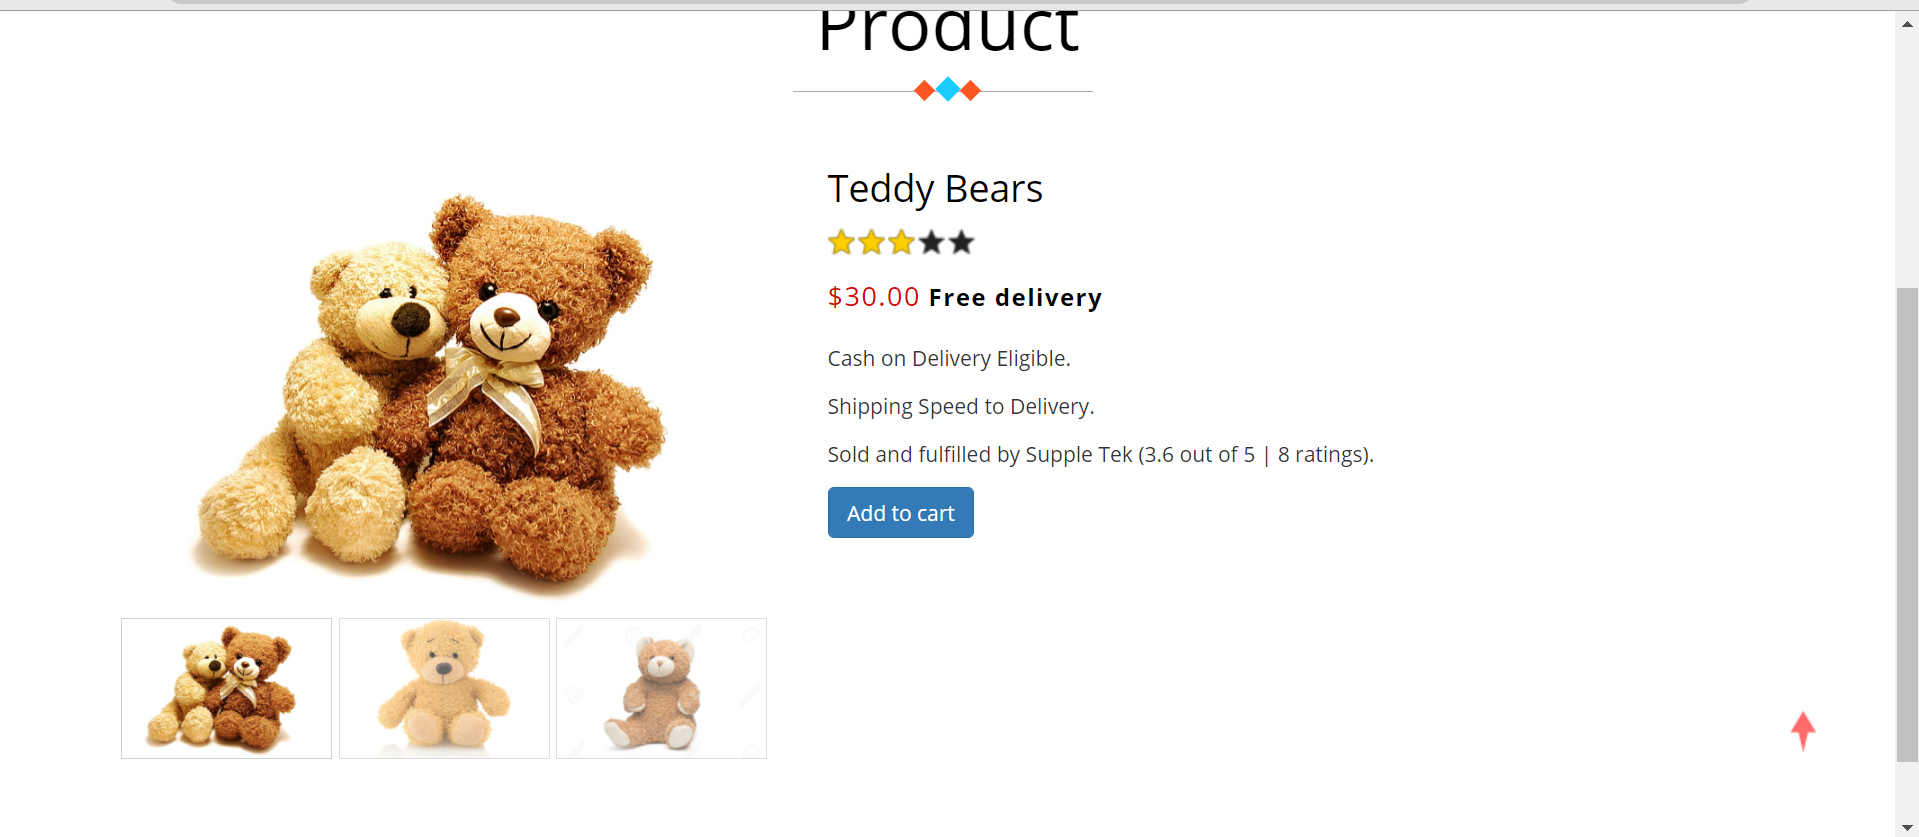 Product
Teddy Bears
$30.00 Free delivery
Cash on Delivery Eligible.
Shipping Speed to Delivery.
Sold and fulfilled by Supple Tek (3.6 out of 5 | 8 ratings).
Add to cart